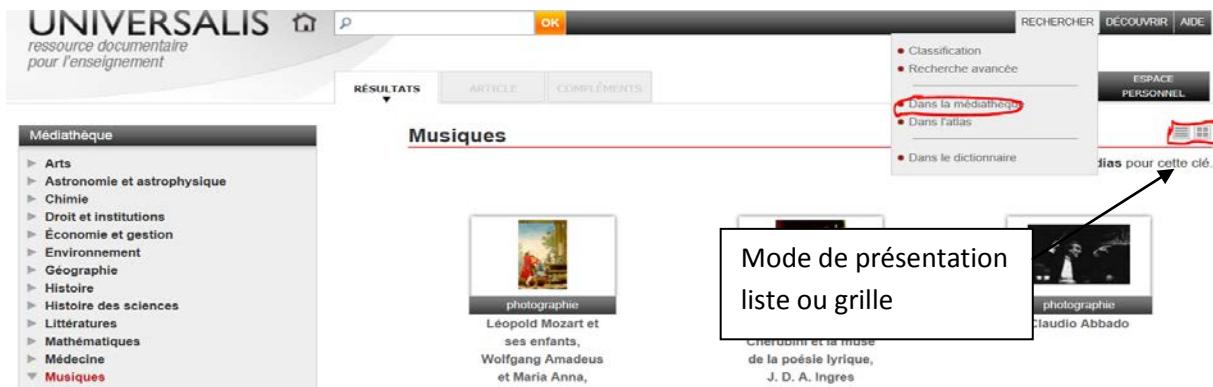 UNIVERSALIS
ressource documentaire
pour l'enseignement
OK
RECHERCHER
DÉCOUVRIR
AIDE
Classification
Recherche avancée
Dans la médiathèque
Dans l'atlas
Dans le dictionnaire
RÉSULTATS
ARTICLE
COMPLÉMENTS
ESPACE
PERSONNEL
Médiathèque
Arts
Astronomie et astrophysique
Chimie
Droit et institutions
Économie et gestion
Environnement
Géographie
Histoire
Histoire des sciences
Littératures
Mathématiques
Médecine
Musiques
Musiques
pour cette clé.
Mode de présentation
liste ou grille
photographie
Léopold Mozart et
ses enfants,
Wolfgang Amadeus
et Maria Anna,
Cherubini et la muse
de la poésie lyrique,
J. D. A. Ingres
photographie
Claudio Abbado